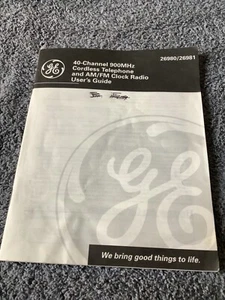 26980/26981
40-Channel 900MHz
Cordless Telephone
and AM/FM Clock Radio
User's Guide
GE
We bring good things to life.